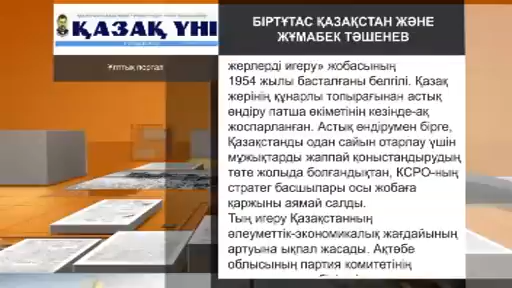 ҚАЗАҚ ҮНІ
Ұлттық портал
БІРТҰТАС ҚАЗАҚСТАН ЖӘНЕ
ЖҰМАБЕК ТӘШЕНЕВ
жерлерді игеру» жобасының
1954 жылы басталғаны белгілі. Қазақ
жерінің құнарлы топырағынан астық
өндіру патша өкіметінің кезінде-ақ
жоспарланған. Астық өндірумен бірге,
Қазақстанды одан сайын отарлау үшін
мұжықтарды жаппай қоныстандырудың
төте жолыда болғандықтан, КСРО-ның
стратег басшылары осы жобаға
қаржыны аямай салды.
Тың игеру Қазақстанның
әлеуметтік-экономикалық жағдайының
артуына ықпал жасады. Ақтөбе
облысының партия комитетінің